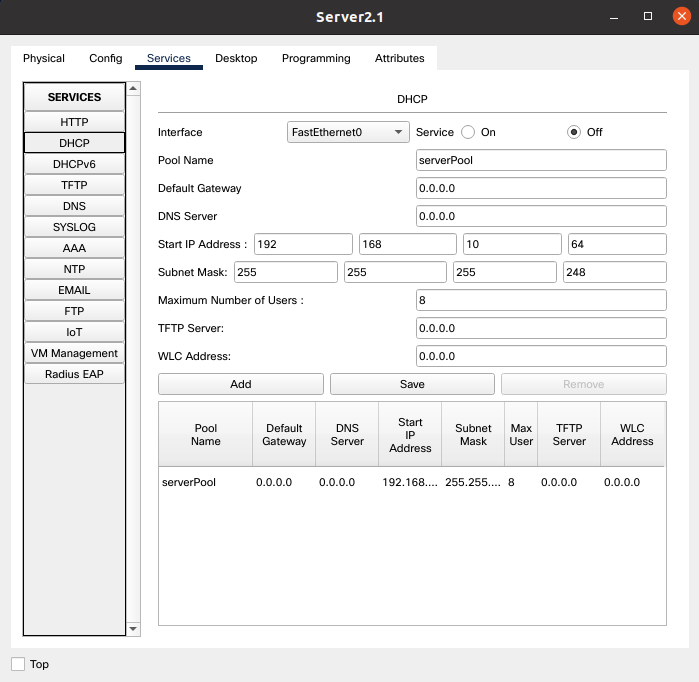 Server2.1
Physical Config Services Desktop Programming Attributes
SERVICES
HTTP
DHCP
DHCPv6
TFTP
DNS
SYSLOG
AAA
NTP
EMAIL
FTP
IoT
VM Management
Radius EAP
DHCP
Interface FastEthernet0 Service On Off
Pool Name serverPool
Default Gateway 0.0.0.0
DNS Server 0.0.0.0
Start IP Address : 192 168 10 64
Subnet Mask: 255 255 255 248
Maximum Number of Users : 8
TFTP Server: 0.0.0.0
WLC Address: 0.0.0.0
Add Save Remove
Pool Name Default Gateway DNS Server Start IP Address Subnet Mask Max User TFTP Server WLC Address
serverPool 0.0.0.0 0.0.0.0 192.168.... 255.255.... 8 0.0.0.0 0.0.0.0
Top